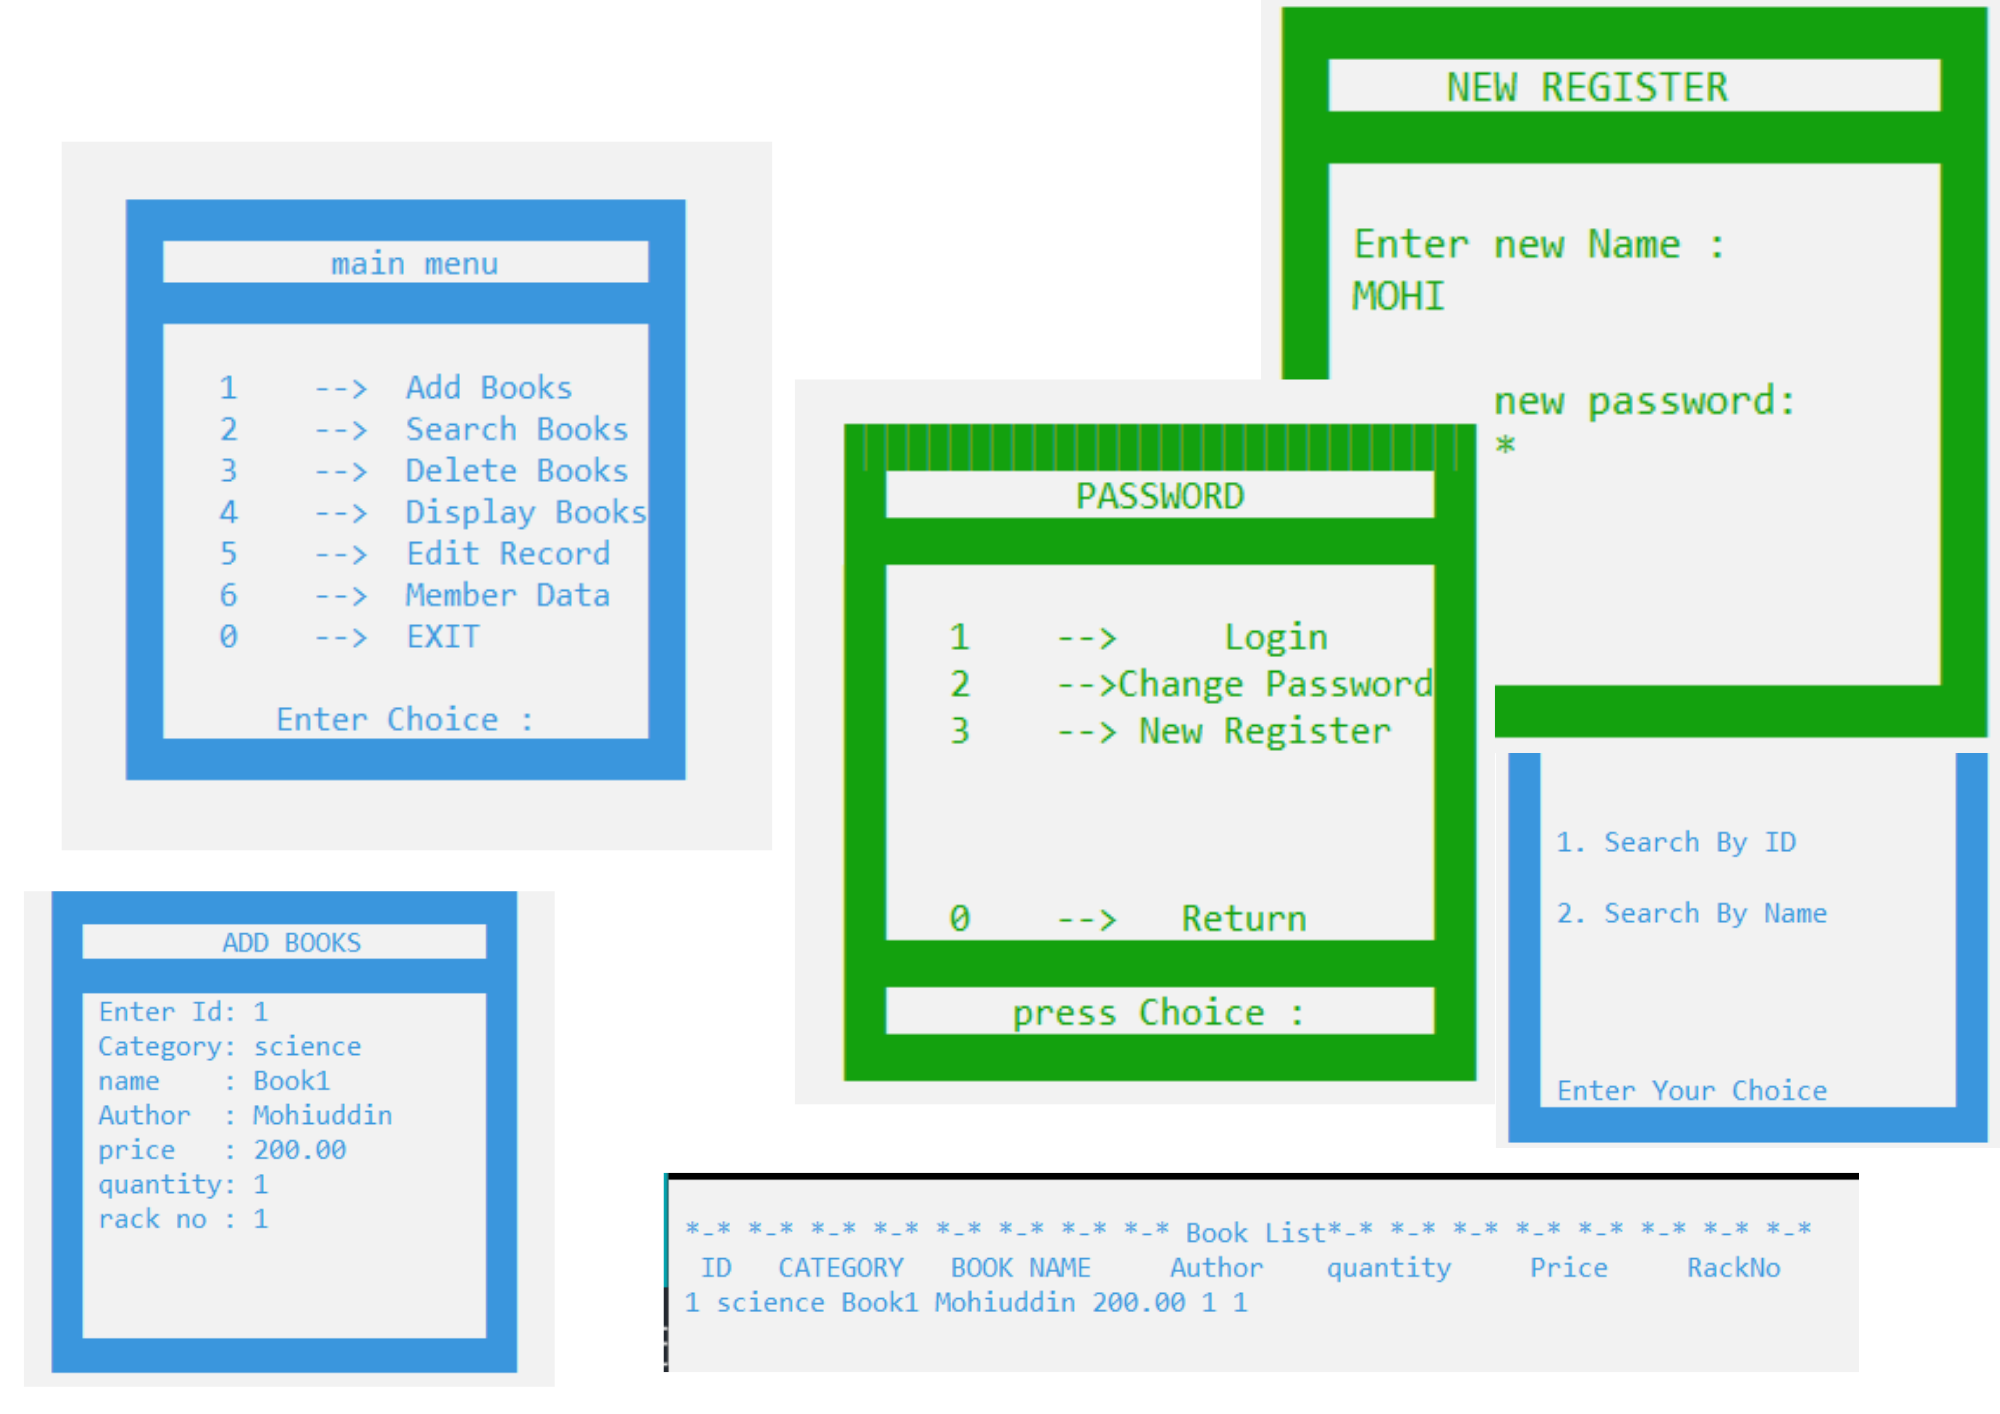 NEW REGISTER
Enter new Name :
MOHI
new password:
*
main menu
1 --> Add Books
2 --> Search Books
3 --> Delete Books
4 --> Display Books
5 --> Edit Record
6 --> Member Data
0 --> EXIT
Enter Choice :
PASSWORD
1 --> Login
2 -->Change Password
3 --> New Register
0 --> Return
press Choice :
1. Search By ID
2. Search By Name
Enter Your Choice
ADD BOOKS
Enter Id: 1
Category: science
name : Book1
Author : Mohiuddin
price : 200.00
quantity: 1
rack no : 1
*-* *-* *-* *-* *-* *-* *-* *-* Book List*-* *-* *-* *-* *-* *-* *-* *-*
ID CATEGORY BOOK NAME Author quantity Price RackNo
1 science Book1 Mohiuddin 200.00 1 1